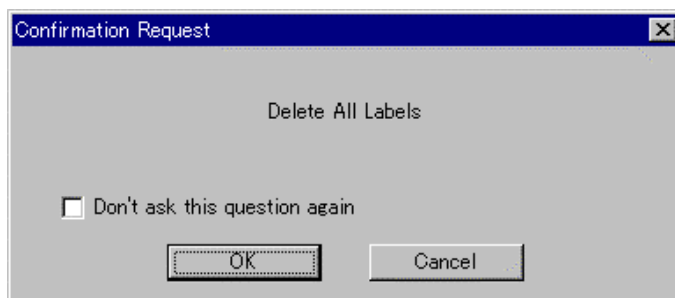 Confirmation Request
Delete All Labels
Don't ask this question again
OK
Cancel